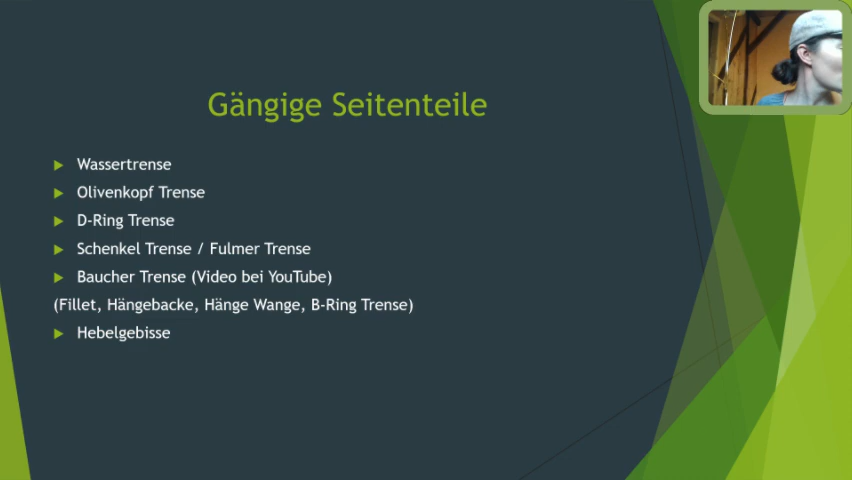 Gängige Seitenteile
Wassertrense
Olivenkopf Trense
D-Ring Trense
Schenkel Trense / Fulmer Trense
Baucher Trense (Video bei YouTube)
(Fillet, Hängebacke, Hänge Wange, B-Ring Trense)
Hebelgebisse